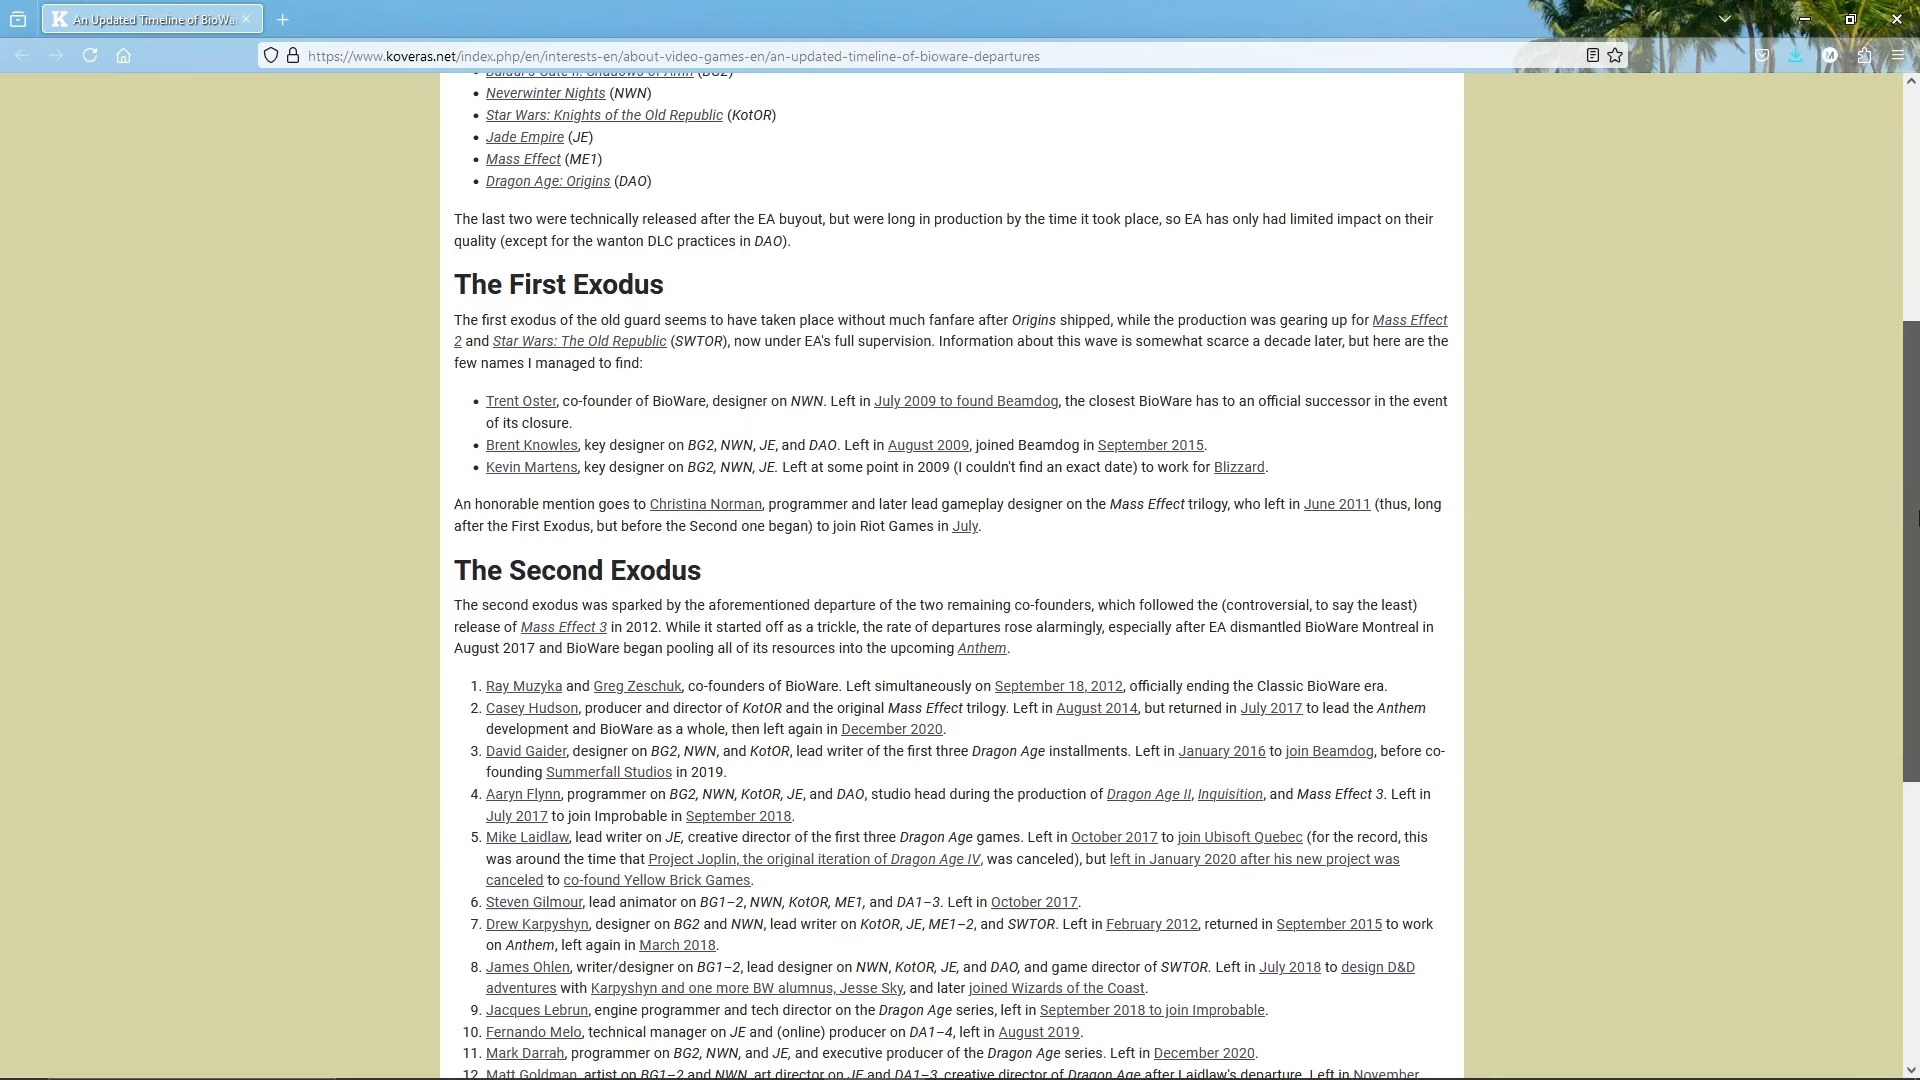 An Updated Timeline of BioWa
https://www.koveras.net/index.php/en/interests-en/about-video-games-en/an-updated-timeline-of-bioware-departures
M
Baldur's Gate II: Shadows of Amn (BG2)
• Neverwinter Nights (NWN)
• Star Wars: Knights of the Old Republic (KotOR)
• Jade Empire (JE)
• Mass Effect (ME1)
• Dragon Age: Origins (DAO)
The last two were technically released after the EA buyout, but were long in production by the time it took place, so EA has only had limited impact on their
quality (except for the wanton DLC practices in DAO).
The First Exodus
The first exodus of the old guard seems to have taken place without much fanfare after Origins shipped, while the production was gearing up for Mass Effect
2 and Star Wars: The Old Republic (SWTOR), now under EA's full supervision. Information about this wave is somewhat scarce a decade later, but here are the
few names I managed to find:
• Trent Oster, co-founder of BioWare, designer on NWN. Left in July 2009 to found Beamdog, the closest BioWare has to an official successor in the event
of its closure.
• Brent Knowles, key designer on BG2, NWN, JE, and DAO. Left in August 2009, joined Beamdog in September 2015.
• Kevin Martens, key designer on BG2, NWN, JE. Left at some point in 2009 (I couldn't find an exact date) to work for Blizzard.
An honorable mention goes to Christina Norman, programmer and later lead gameplay designer on the Mass Effect trilogy, who left in June 2011 (thus, long
after the First Exodus, but before the Second one began) to join Riot Games in July.
The Second Exodus
The second exodus was sparked by the aforementioned departure of the two remaining co-founders, which followed the (controversial, to say the least)
release of Mass Effect 3 in 2012. While it started off as a trickle, the rate of departures rose alarmingly, especially after EA dismantled BioWare Montreal in
August 2017 and BioWare began pooling all of its resources into the upcoming Anthem.
1. Ray Muzyka and Greg Zeschuk, co-founders of BioWare. Left simultaneously on September 18, 2012, officially ending the Classic BioWare era.
2. Casey Hudson, producer and director of KotOR and the original Mass Effect trilogy. Left in August 2014, but returned in July 2017 to lead the Anthem
development and BioWare as a whole, then left again in December 2020.
3. David Gaider, designer on BG2, NWN, and KotOR, lead writer of the first three Dragon Age installments. Left in January 2016 to join Beamdog, before co-
founding Summerfall Studios in 2019.
4. Aaryn Flynn, programmer on BG2, NWN, KotOR, JE, and DAO, studio head during the production of Dragon Age II, Inquisition, and Mass Effect 3. Left in
July 2017 to join Improbable in September 2018.
5. Mike Laidlaw, lead writer on JE, creative director of the first three Dragon Age games. Left in October 2017 to join Ubisoft Quebec (for the record, this
was around the time that Project Joplin, the original iteration of Dragon Age IV, was canceled), but left in January 2020 after his new project was
canceled to co-found Yellow Brick Games.
6. Steven Gilmour, lead animator on BG1–2, NWN, KotOR, ME1, and DA1–3. Left in October 2017.
7. Drew Karpyshyn, designer on BG2 and NWN, lead writer on KotOR, JE, ME1–2, and SWTOR. Left in February 2012, returned in September 2015 to work
on Anthem, left again in March 2018.
8. James Ohlen, writer/designer on BG1–2, lead designer on NWN, KotOR, JE, and DAO, and game director of SWTOR. Left in July 2018 to design D&D
adventures with Karpyshyn and one more BW alumnus, Jesse Sky, and later joined Wizards of the Coast.
9. Jacques Lebrun, engine programmer and tech director on the Dragon Age series, left in September 2018 to join Improbable.
10. Fernando Melo, technical manager on JE and (online) producer on DA1–4, left in August 2019.
11. Mark Darrah, programmer on BG2, NWN, and JE, and executive producer of the Dragon Age series. Left in December 2020.
12. Matt Goldman, artist on BG1–2 and NWN, art director on JE and DA1–3, creative director of Dragon Age after Laidlaw's departure. Left in November